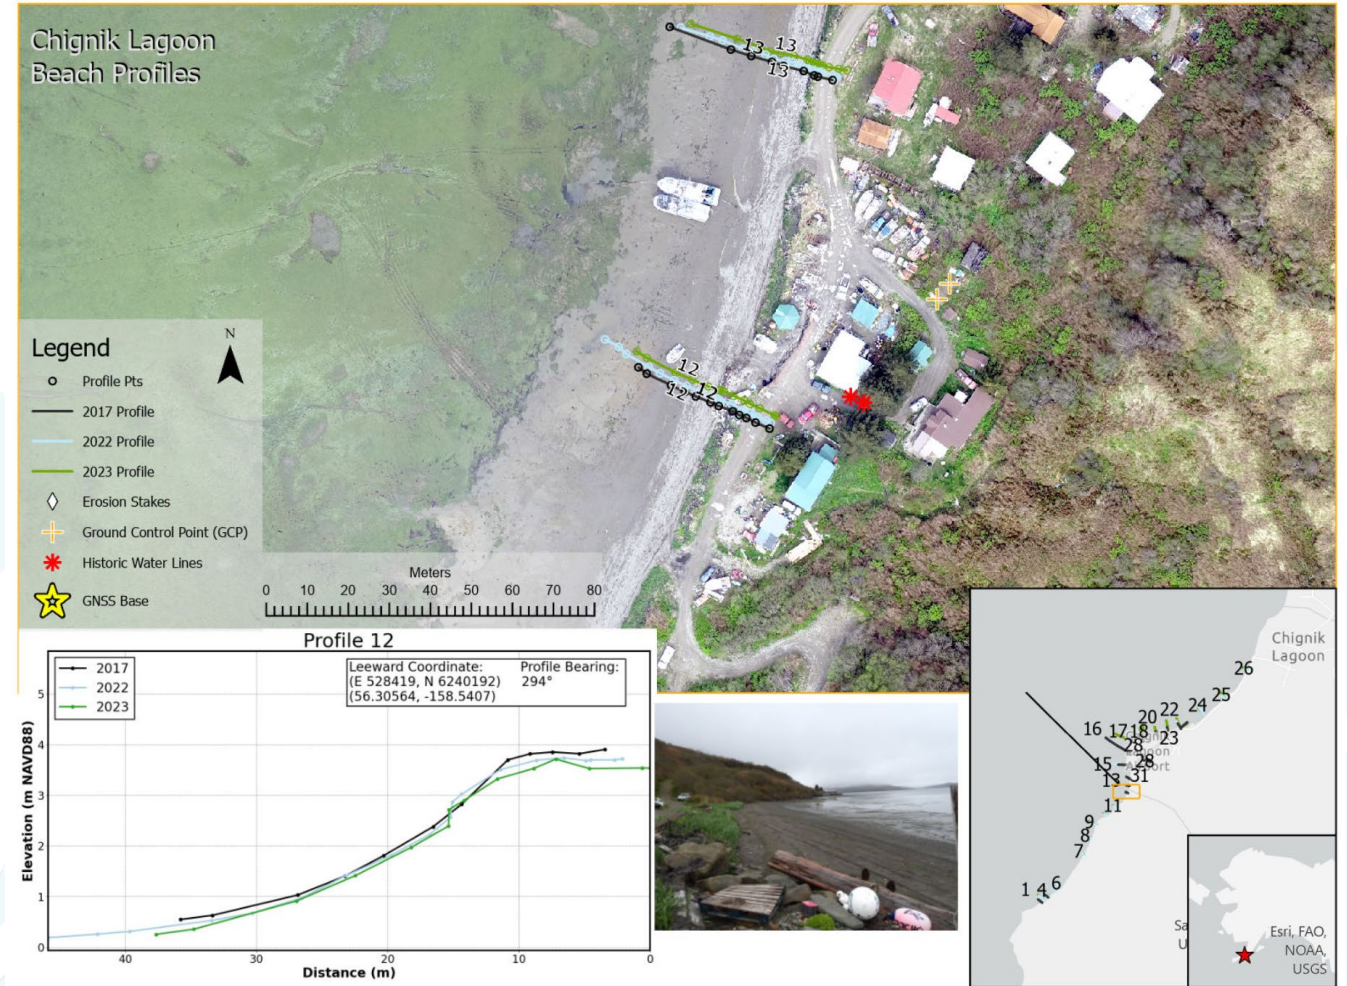 Chignik Lagoon
Beach Profiles
13
13
13
12
12
12
N
Legend
Profile Pts
2017 Profile
2022 Profile
2023 Profile
Erosion Stakes
Ground Control Point (GCP)
Historic Water Lines
GNSS Base
Meters
0 10 20 30 40 50 60 70 80
Profile 12
2017
2022
2023
Leeward Coordinate: Profile Bearing:
(E 528419, N 6240192) 294°
(56.30564, -158.5407)
Elevation (m NAVD88)
5
4
3
2
1
0
40 30 20 10 0
Distance (m)
Chignik
Lagoon
26
25
24
22
20
23
16
17
18
28
Lagoon
28
15
13
31
11
9
8
7
6
4
1
Sa
U
Esri, FAO,
NOAA,
USGS